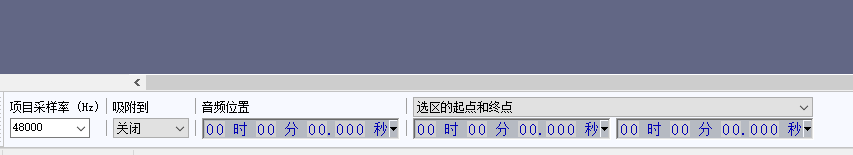 项目采样率 (Hz) 吸附到 音频位置 选区的起点和终点
48000 关闭 00 时 00 分 00.000 秒 00 时 00 分 00.000 秒 00 时 00 分 00.000 秒